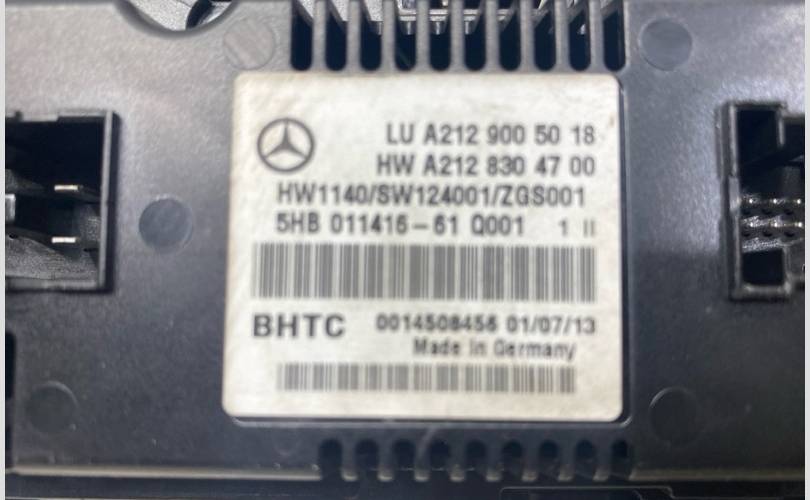 LU A212 900 50 18
HW A212 830 47 00
HW1140/SW124001/ZGS001
5HB 011416-61 Q001 1 II
BHTC 0014508456 01/07/13
Made in Germany